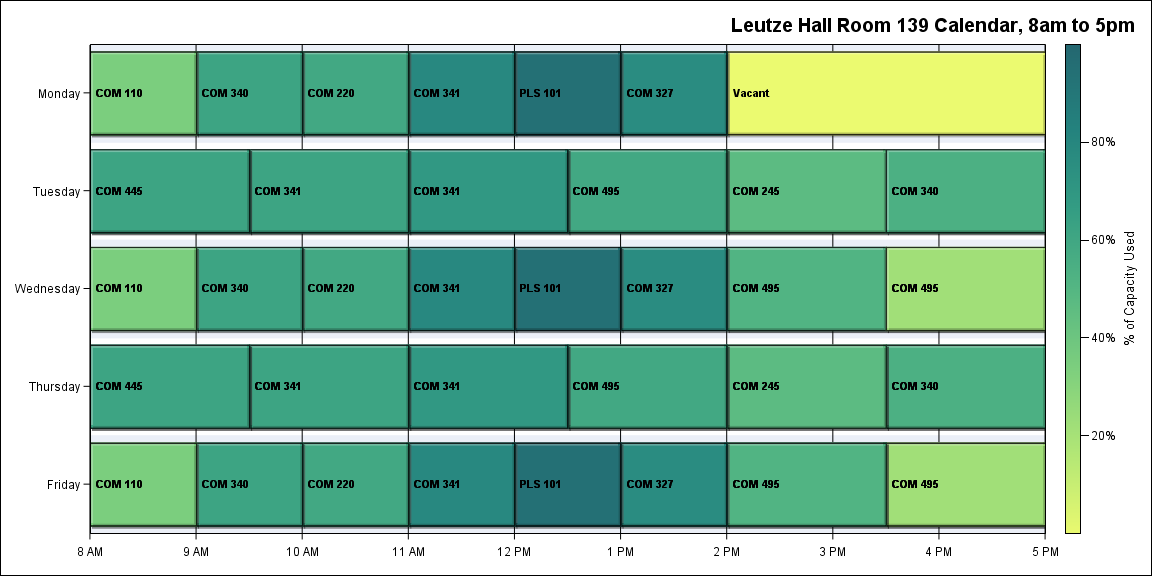 Leutze Hall Room 139 Calendar, 8am to 5pm
Monday
COM 110
COM 340
COM 220
COM 341
PLS 101
COM 327
Vacant
Tuesday
COM 445
COM 341
COM 341
COM 495
COM 245
COM 340
Wednesday
COM 110
COM 340
COM 220
COM 341
PLS 101
COM 327
COM 495
COM 495
Thursday
COM 445
COM 341
COM 341
COM 495
COM 245
COM 340
Friday
COM 110
COM 340
COM 220
COM 341
PLS 101
COM 327
COM 495
COM 495
8 AM
9 AM
10 AM
11 AM
12 PM
1 PM
2 PM
3 PM
4 PM
5 PM
80%
60%
40%
20%
% of Capacity Used